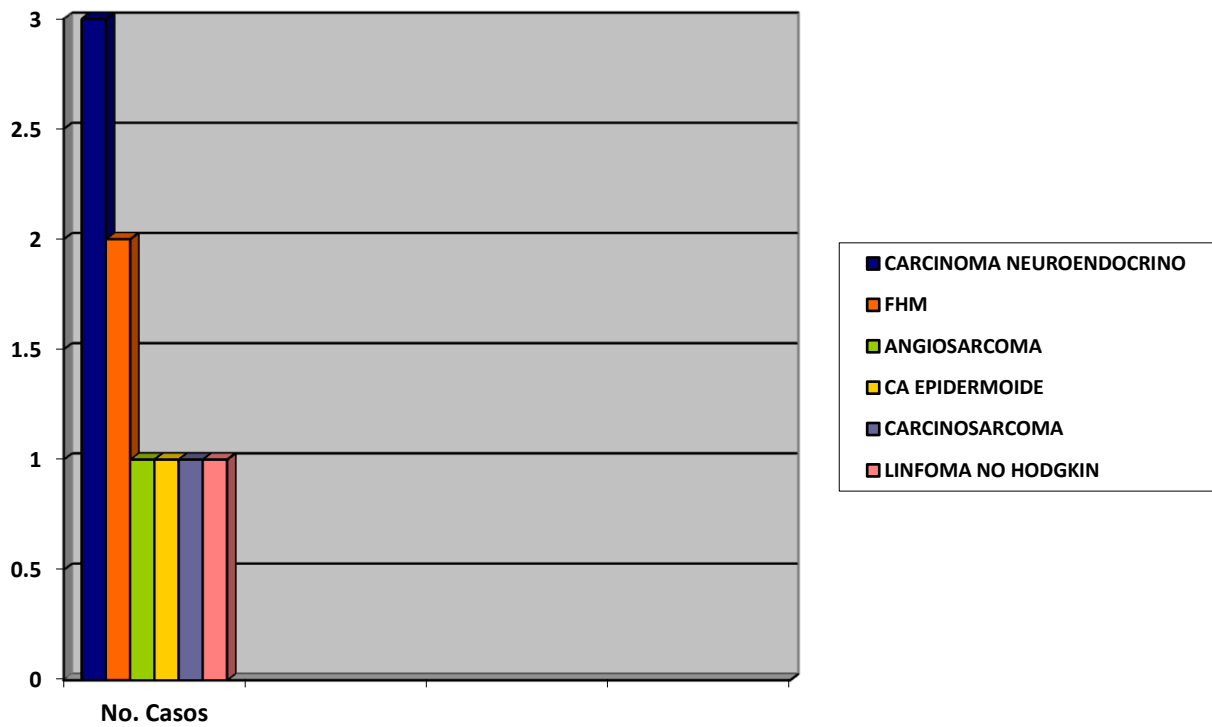 3
2.5
2
1.5
1
0.5
0
No. Casos
CARCINOMA NEUROENDOCRINO
FHM
ANGIOSARCOMA
CA EPIDERMOIDE
CARCINOSARCOMA
LINFOMA NO HODGKIN